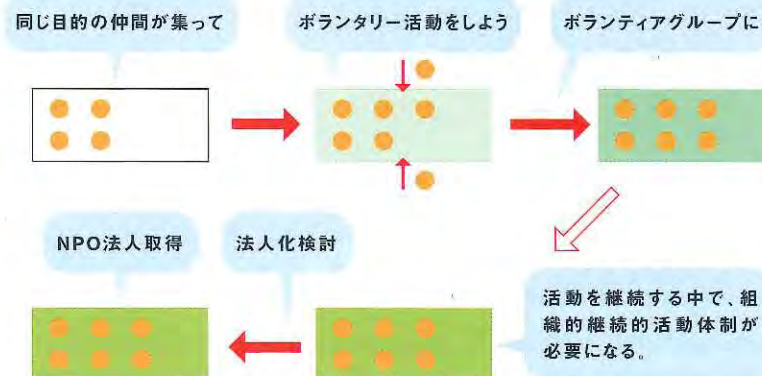 同じ目的の仲間が集って
ボランタリー活動をしよう
ボランティアグループに
NPO法人取得
法人化検討
活動を継続する中で、組
織的継続的活動体制が
必要になる。